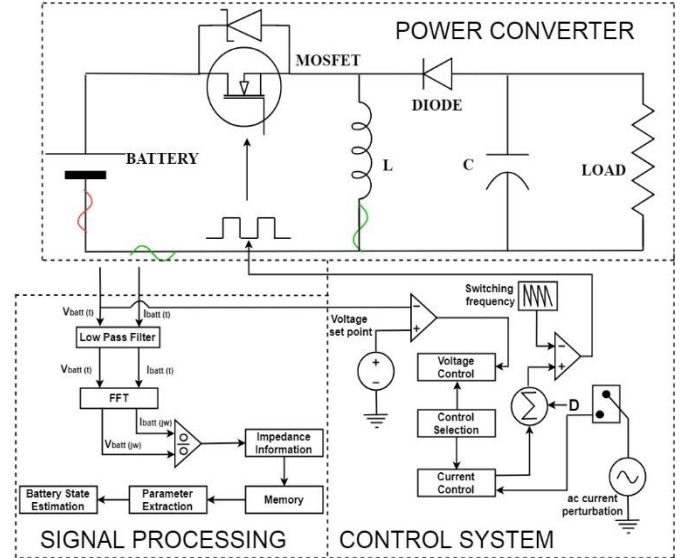 POWER CONVERTER
MOSFET
DIODE
BATTERY
L
C
LOAD
Switching
frequency
Vbatt (t)
Ibatt (t)
Voltage
set point
Low Pass Filter
Vbatt (t)
Ibatt (t)
Voltage
Control
FFT
Ibatt (jw)
Vbatt (jw)
Σ
D
Control
Selection
Impedance
Information
Current
Control
Battery State
Estimation
Parameter
Extraction
Memory
ac current
perturbation
SIGNAL PROCESSING
CONTROL SYSTEM